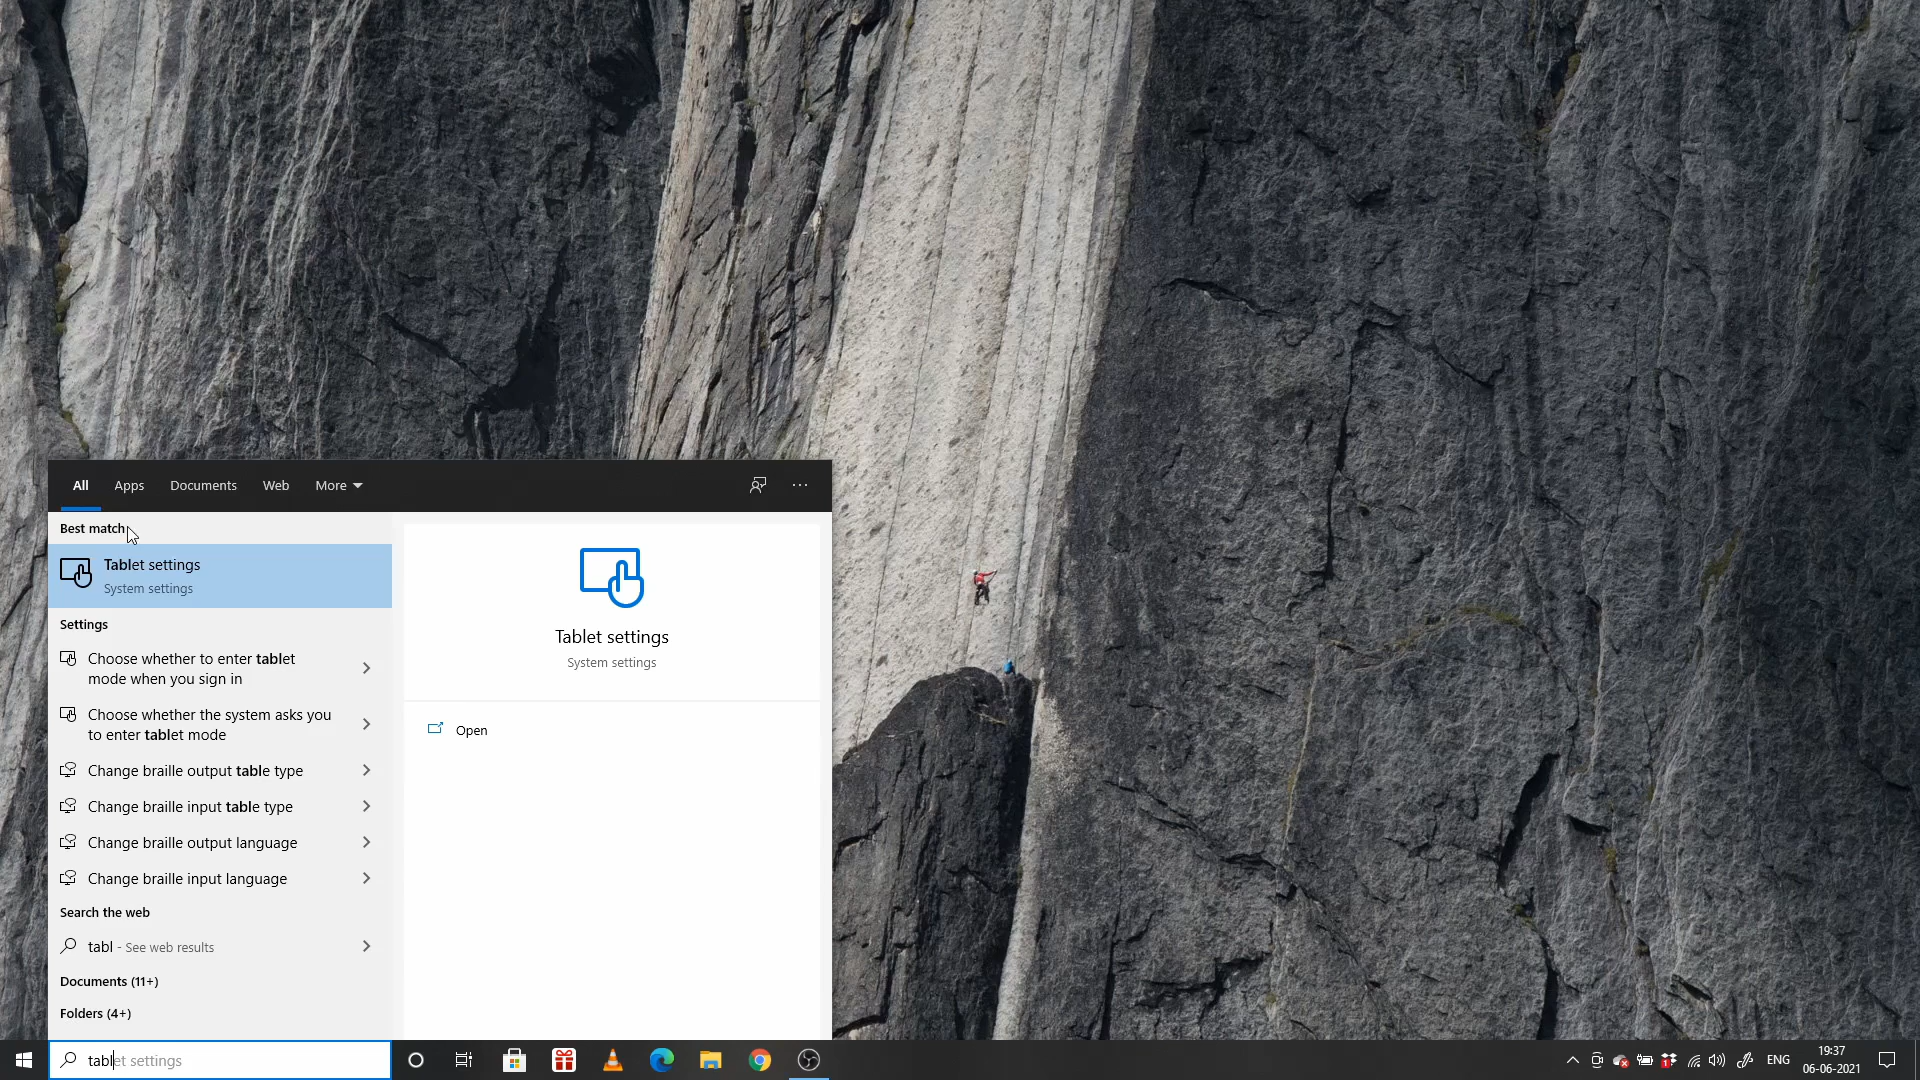 All Apps Documents Web More ...
Best match
Tablet settings
System settings
Settings
Choose whether to enter tablet
mode when you sign in
Choose whether the system asks you
to enter tablet mode
Change braille output table type
Change braille input table type
Change braille output language
Change braille input language
Search the web
tabl - See web results
Documents (11+)
Folders (4+)
Tablet settings
System settings
Open
tablet settings
ENG
19:37
06-06-2021